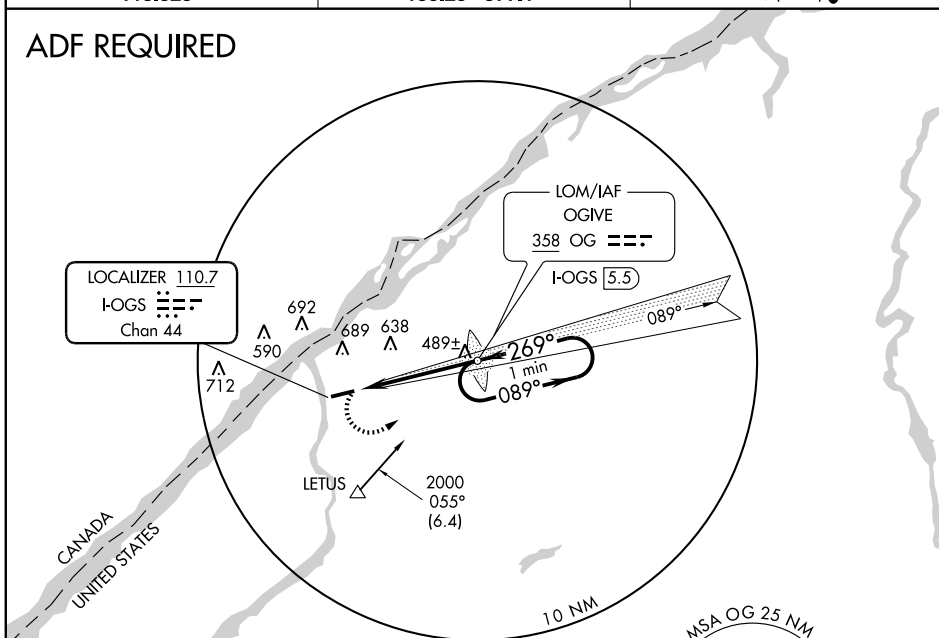 ADF REQUIRED
LOM/IAF
OGIVE
358 OG
I-OGS 5.5
LOCALIZER 110.7
I-OGS
Chan 44
692
590
689
638
489±
712
269°
1 min
089°
089°
LETUS
2000
055°
(6.4)
CANADA
UNITED STATES
10 NM
MSA OG 25 NM